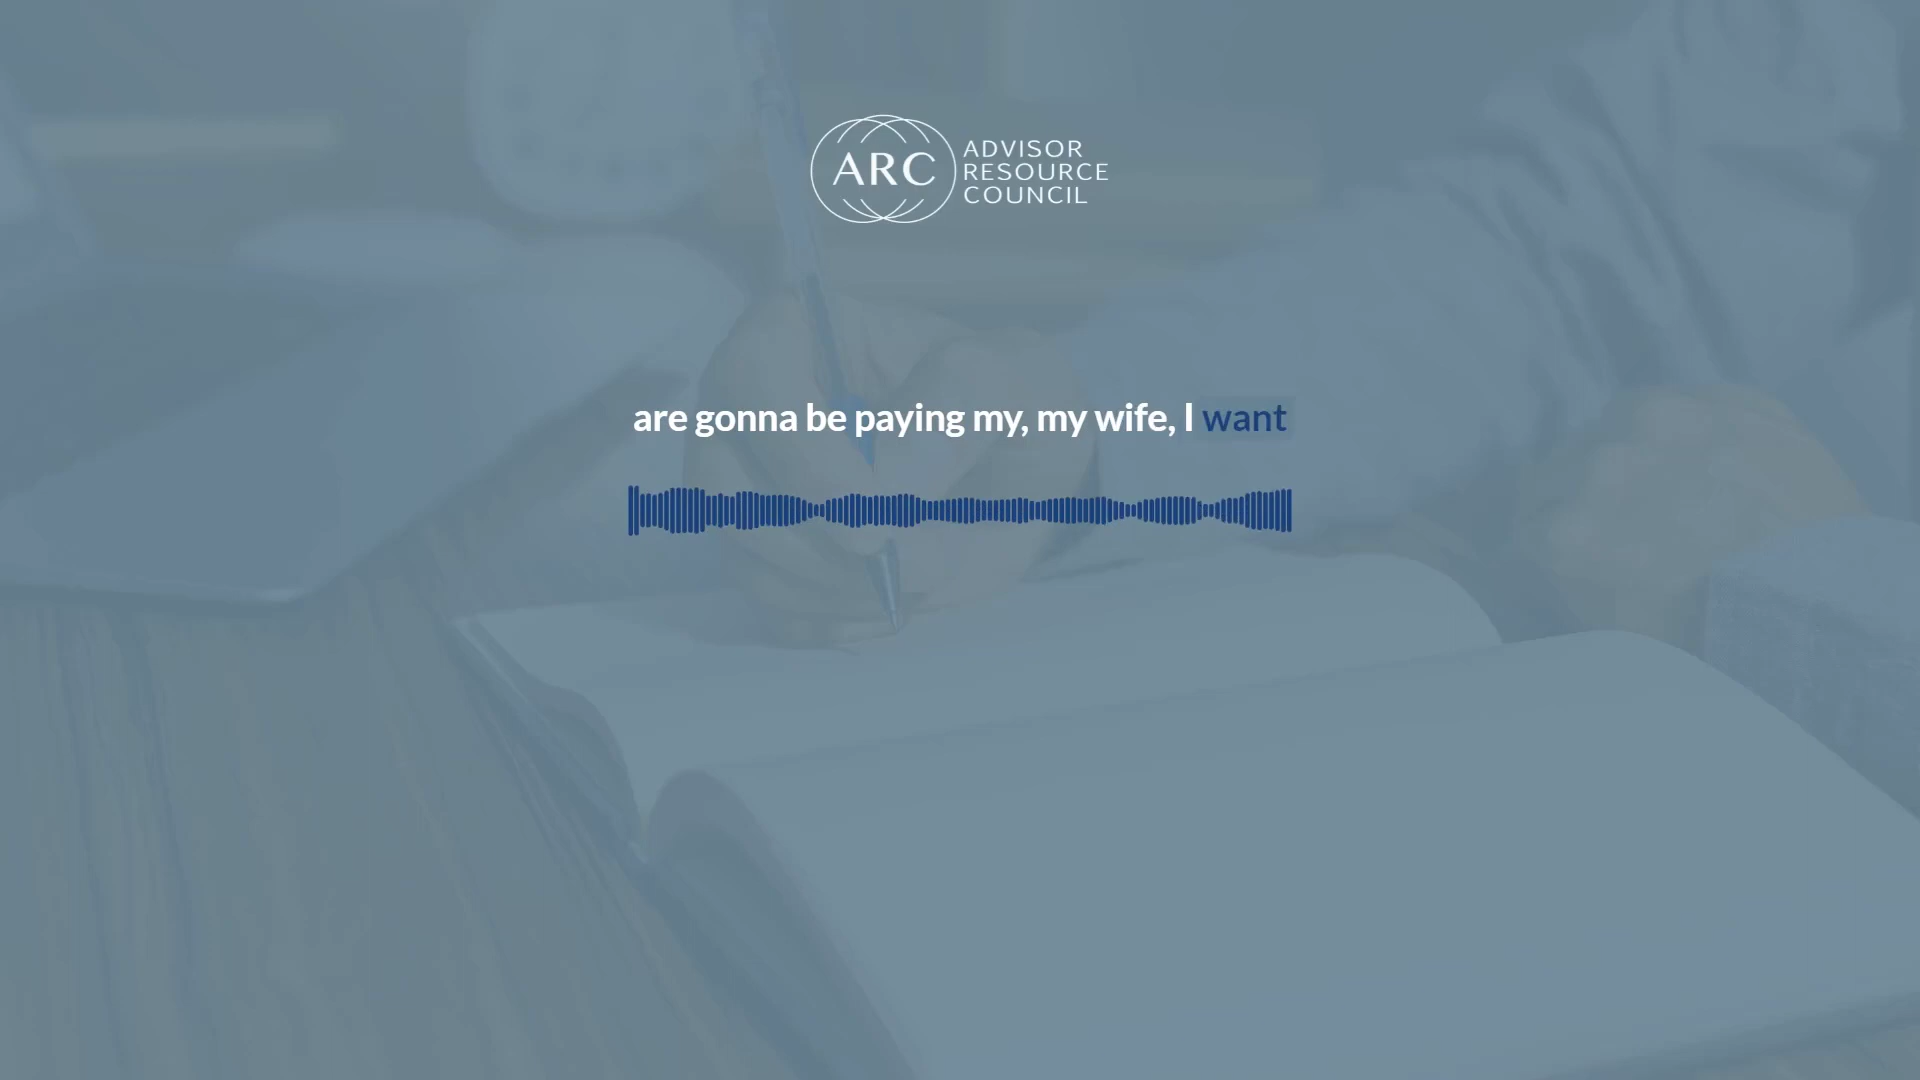 ARC
ADVISOR
RESOURCE
COUNCIL
are gonna be paying my, my wife, I want